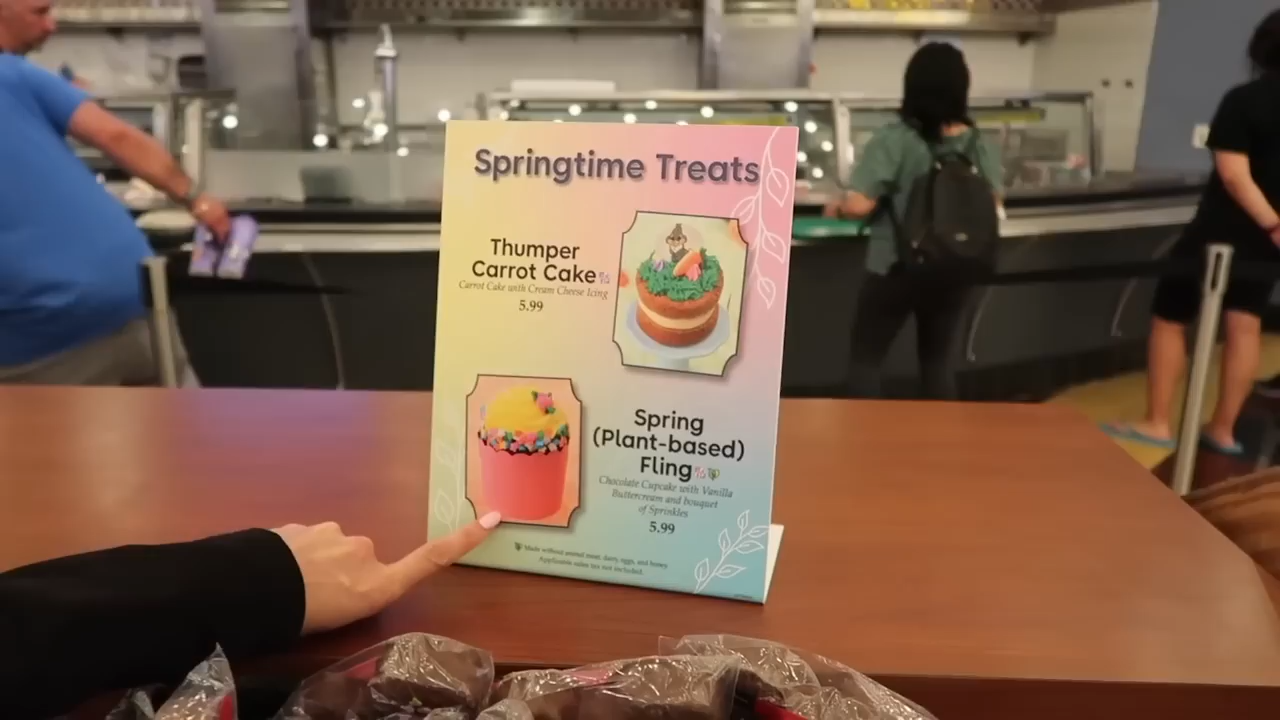 Springtime Treats
Thumper
Carrot Cake
Carrot Cake with Cream Cheese Icing
5.99
Spring
(Plant-based)
Fling
Chocolate Cupcake with Vanilla
Buttercream and bouquet
of Sprinkles
5.99
Made without animal meat, dairy, eggs, and honey
Applicable sales tax not included.